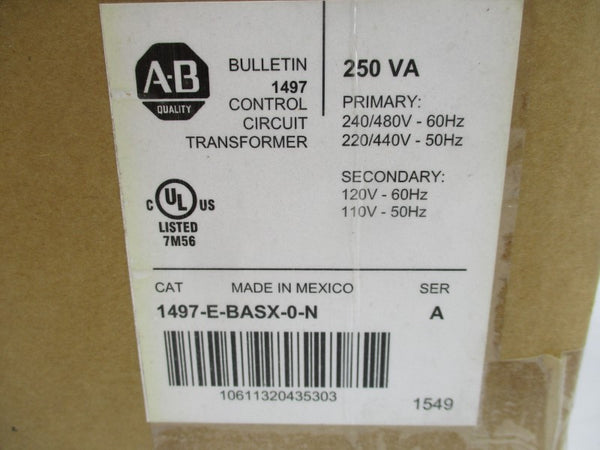 A-B
QUALITY
BULLETIN
1497
CONTROL
CIRCUIT
TRANSFORMER
250 VA
PRIMARY:
240/480V - 60Hz
220/440V - 50Hz
SECONDARY:
120V - 60Hz
110V - 50Hz
C UL US
LISTED
7M56
CAT MADE IN MEXICO SER
1497-E-BASX-0-N A
10611320435303
1549